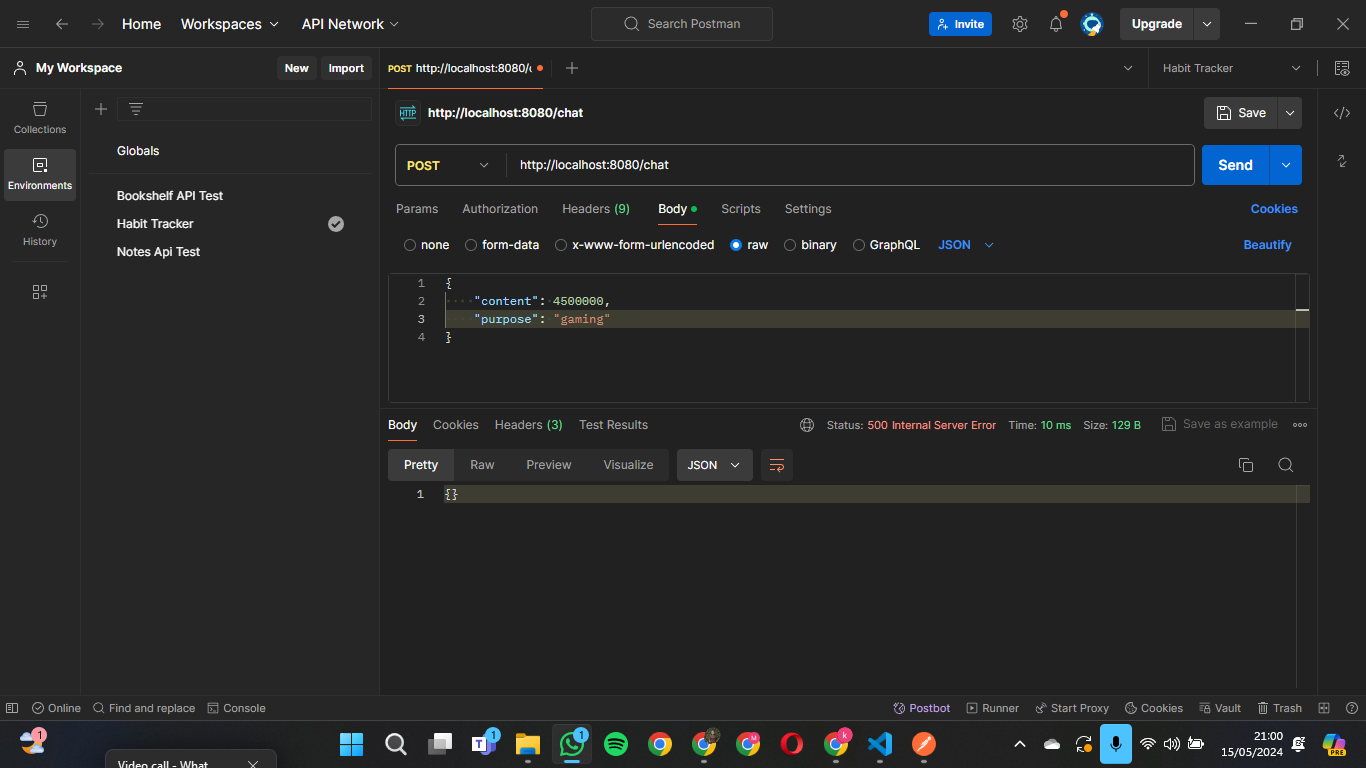 Home Workspaces API Network Search Postman Invite Upgrade
My Workspace New Import POST http://localhost:8080/c Habit Tracker
Collections
Environments
History
Globals
Bookshelf API Test
Habit Tracker
Notes Api Test
HTTP http://localhost:8080/chat Save
POST http://localhost:8080/chat Send
Params Authorization Headers (9) Body Scripts Settings Cookies
none form-data x-www-form-urlencoded raw binary GraphQL JSON Beautify
1 {
2 "content": 4500000,
3 "purpose": "gaming"
4 }
Body Cookies Headers (3) Test Results Status: 500 Internal Server Error Time: 10 ms Size: 129 B Save as example
Pretty Raw Preview Visualize JSON
1 {}
Online Find and replace Console Postbot Runner Start Proxy Cookies Vault Trash
1 1 1 M k PRE
21:00
15/05/2024
Video call - What